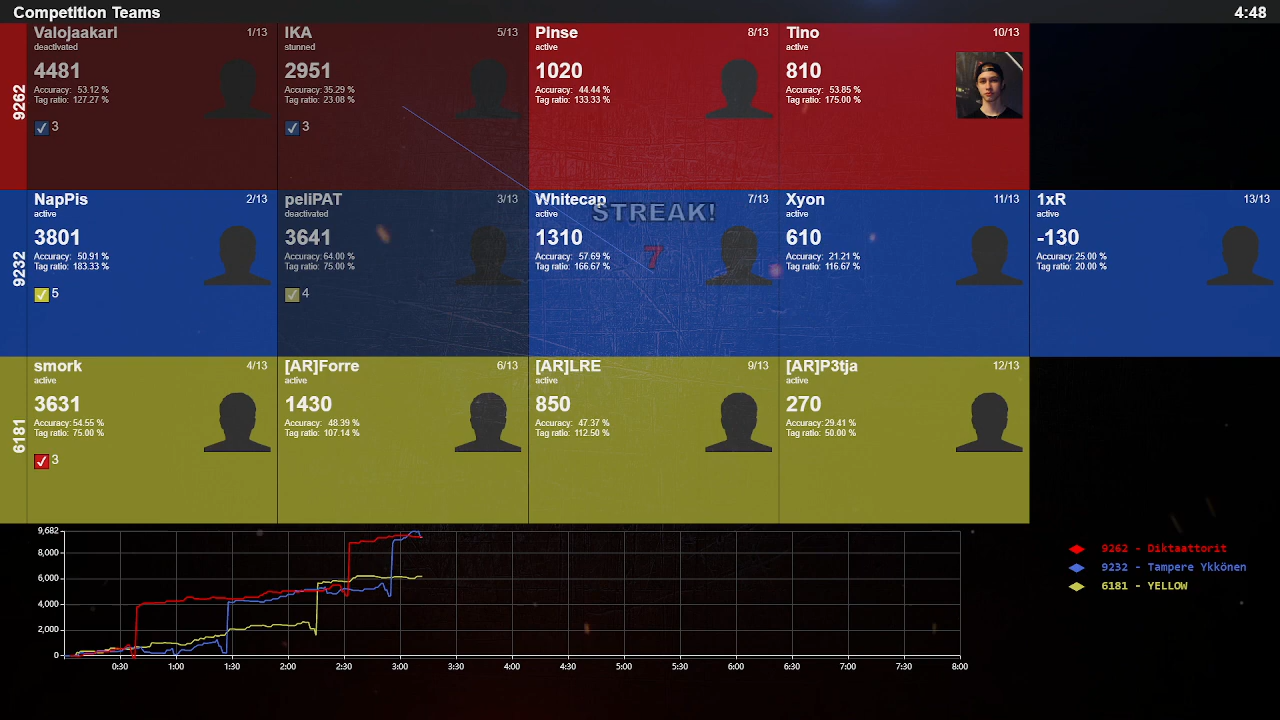 Competition Teams 4:48
9262
Valojaakari 1/13
deactivated
4481
Accuracy: 53.12 %
Tag ratio: 127.27 %
3
IKA 5/13
stunned
2951
Accuracy: 35.29 %
Tag ratio: 23.08 %
3
Pinse 8/13
active
1020
Accuracy: 44.44 %
Tag ratio: 133.33 %
Tino 10/13
active
810
Accuracy: 53.85 %
Tag ratio: 175.00 %
9232
NapPis 2/13
active
3801
Accuracy: 50.91 %
Tag ratio: 183.33 %
5
peliPAT 3/13
deactivated
3641
Accuracy: 64.00 %
Tag ratio: 75.00 %
4
Whitecap 7/13
active
1310
Accuracy: 57.69 %
Tag ratio: 166.67 %
STREAK!
7
Xyon 11/13
active
610
Accuracy: 21.21 %
Tag ratio: 116.67 %
1xR 13/13
active
-130
Accuracy: 25.00 %
Tag ratio: 20.00 %
6181
smork 4/13
active
3631
Accuracy: 54.55 %
Tag ratio: 75.00 %
3
[AR]Forre 6/13
active
1430
Accuracy: 48.39 %
Tag ratio: 107.14 %
[AR]LRE 9/13
active
850
Accuracy: 47.37 %
Tag ratio: 112.50 %
[AR]P3tja 12/13
active
270
Accuracy: 29.41 %
Tag ratio: 50.00 %
9,682
8,000
6,000
4,000
2,000
0
0:30 1:00 1:30 2:00 2:30 3:00 3:30 4:00 4:30 5:00 5:30 6:00 6:30 7:00 7:30 8:00
9262 - Diktaattorit
9232 - Tampere Ykkönen
6181 - YELLOW